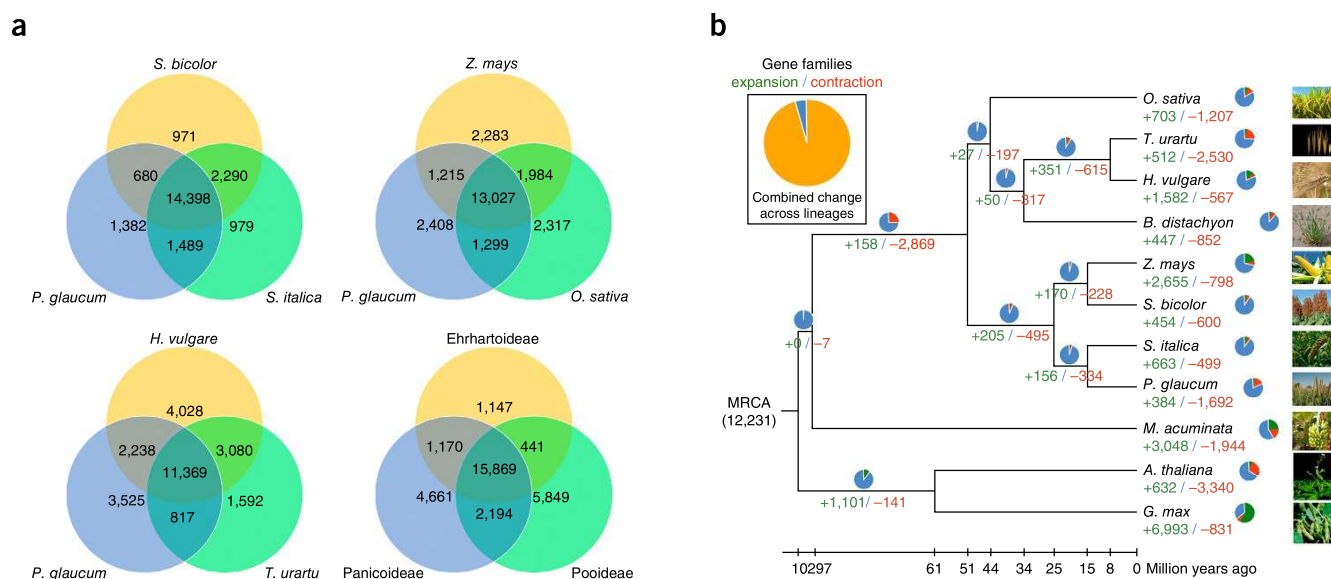 a
S. bicolor
971
680
2,290
14,398
1,382
979
1,489
P. glaucum
S. italica
Z. mays
2,283
1,215
1,984
13,027
2,408
2,317
1,299
P. glaucum
O. sativa
H. vulgare
4,028
2,238
3,080
11,369
3,525
1,592
817
P. glaucum
T. urartu
Ehrhartoideae
1,147
1,170
441
15,869
4,661
5,849
2,194
Panicoideae
Pooideae
b
Gene families
expansion / contraction
Combined change
across lineages
MRCA
(12,231)
+0 / −7
+158 / −2,869
+27 / −197
+50 / −317
+351 / −615
+205 / −495
+170 / −228
+156 / −334
+1,101/ −141
O. sativa
+703 / −1,207
T. urartu
+512 / −2,530
H. vulgare
+1,582 / −567
B. distachyon
+447 / −852
Z. mays
+2,655 / −798
S. bicolor
+454 / −600
S. italica
+663 / −499
P. glaucum
+384 / −1,692
M. acuminata
+3,048 / −1,944
A. thaliana
+632 / −3,340
G. max
+6,993 / −831
10297 61 51 44 34 25 15 8 0 Million years ago